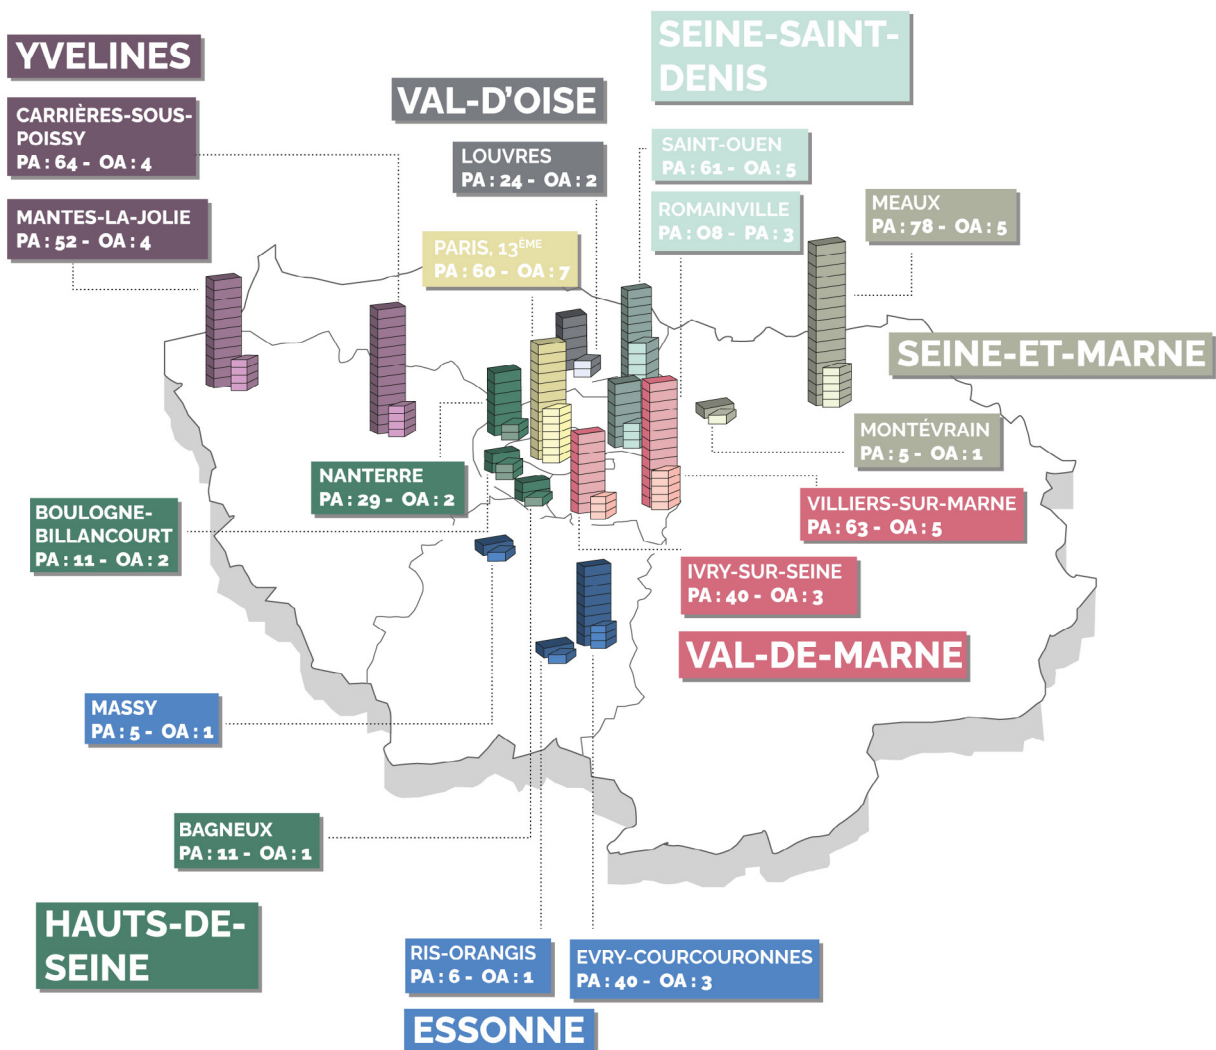 YVELINES
CARRIÈRES-SOUS-
POISSY
PA : 64 - OA : 4
MANTES-LA-JOLIE
PA : 52 - OA : 4
VAL-D'OISE
LOUVRES
PA : 24 - OA : 2
PARIS, 13ÈME
PA : 60 - OA : 7
SEINE-SAINT-
DENIS
SAINT-OUEN
PA : 61 - OA : 5
ROMAINVILLE
PA : 08 - PA : 3
MEAUX
PA : 78 - OA : 5
SEINE-ET-MARNE
MONTÉVRAIN
PA : 5 - OA : 1
VILLIERS-SUR-MARNE
PA : 63 - OA : 5
IVRY-SUR-SEINE
PA : 40 - OA : 3
VAL-DE-MARNE
NANTERRE
PA : 29 - OA : 2
BOULOGNE-
BILLANCOURT
PA : 11 - OA : 2
MASSY
PA : 5 - OA : 1
BAGNEUX
PA : 11 - OA : 1
HAUTS-DE-
SEINE
RIS-ORANGIS
PA : 6 - OA : 1
EVRY-COURCOURONNES
PA : 40 - OA : 3
ESSONNE